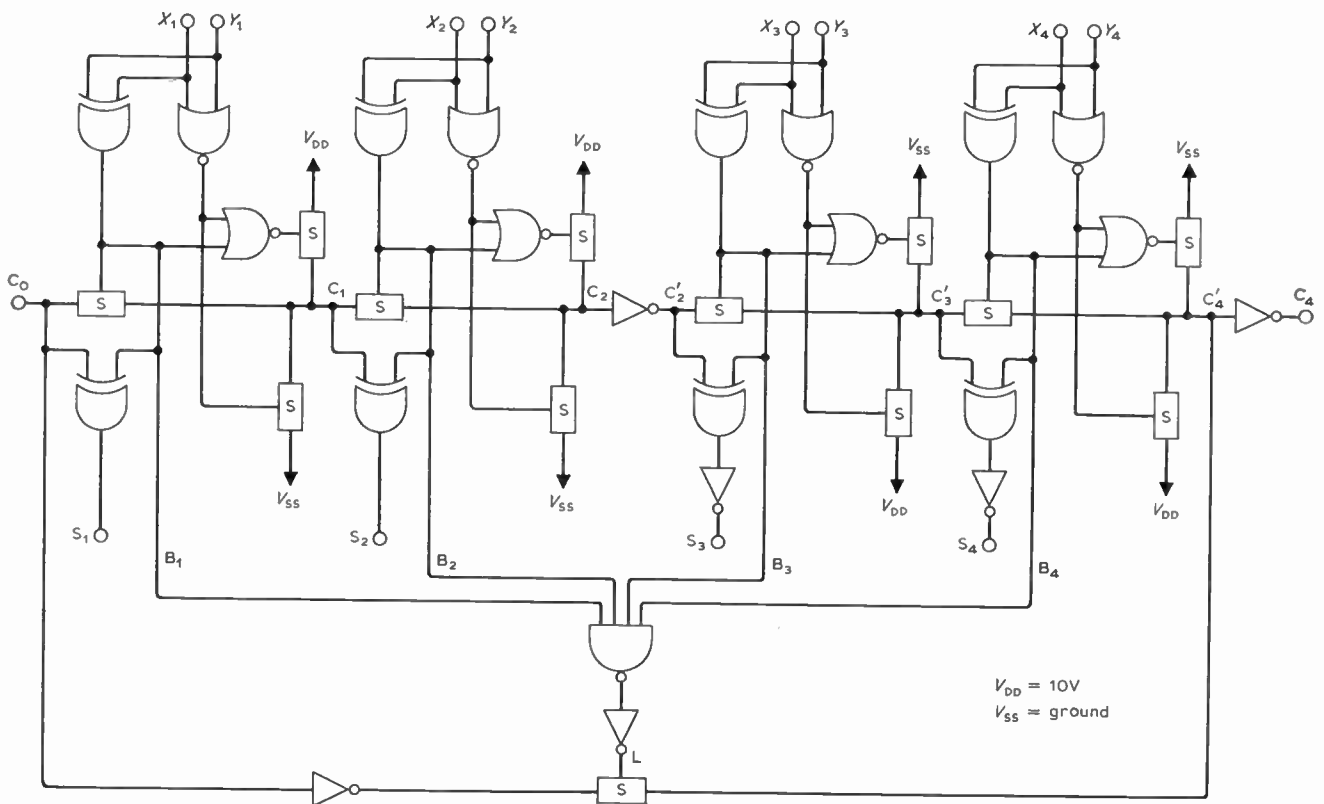 X1 Y1 X2 Y2 X3 Y3 X4 Y4
VDD VDD VSS VSS
S S S S
C0 S C1 S C2 C'2 S C'3 S C'4 C4
S S S S
VSS VSS VDD VDD
S1 S2 S3 S4
B1 B2 B3 B4
VDD = 10V
VSS = ground
L
S